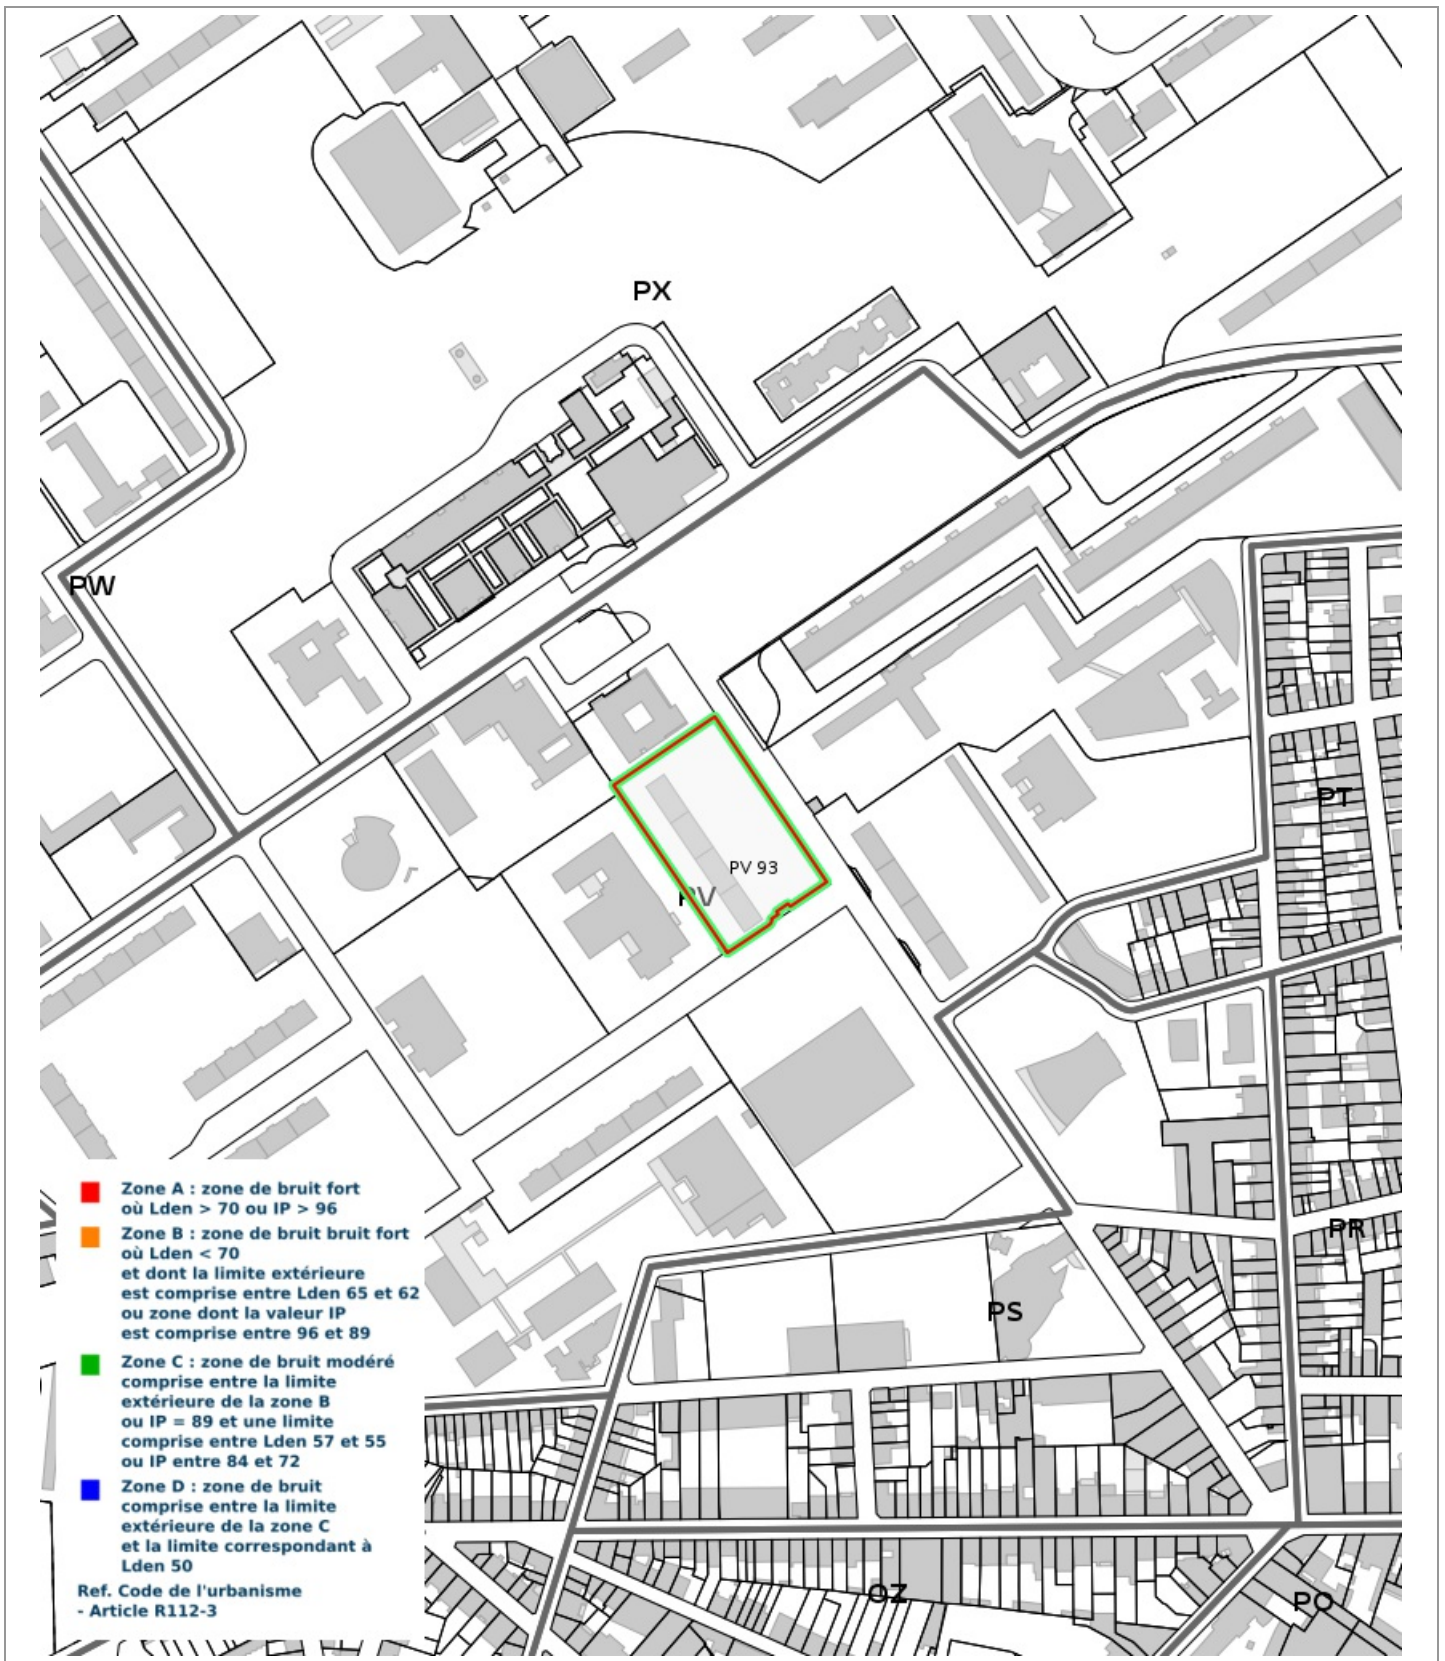 PX
PW
PT
PV 93
PV
Zone A : zone de bruit fort
où Lden > 70 ou IP > 96
Zone B : zone de bruit bruit fort
où Lden < 70
et dont la limite extérieure
est comprise entre Lden 65 et 62
ou zone dont la valeur IP
est comprise entre 96 et 89
Zone C : zone de bruit modéré
comprise entre la limite
extérieure de la zone B
ou IP = 89 et une limite
comprise entre Lden 57 et 55
ou IP entre 84 et 72
Zone D : zone de bruit
comprise entre la limite
extérieure de la zone C
et la limite correspondant à
Lden 50
Ref. Code de l'urbanisme
- Article R112-3
PR
PS
OZ
PO